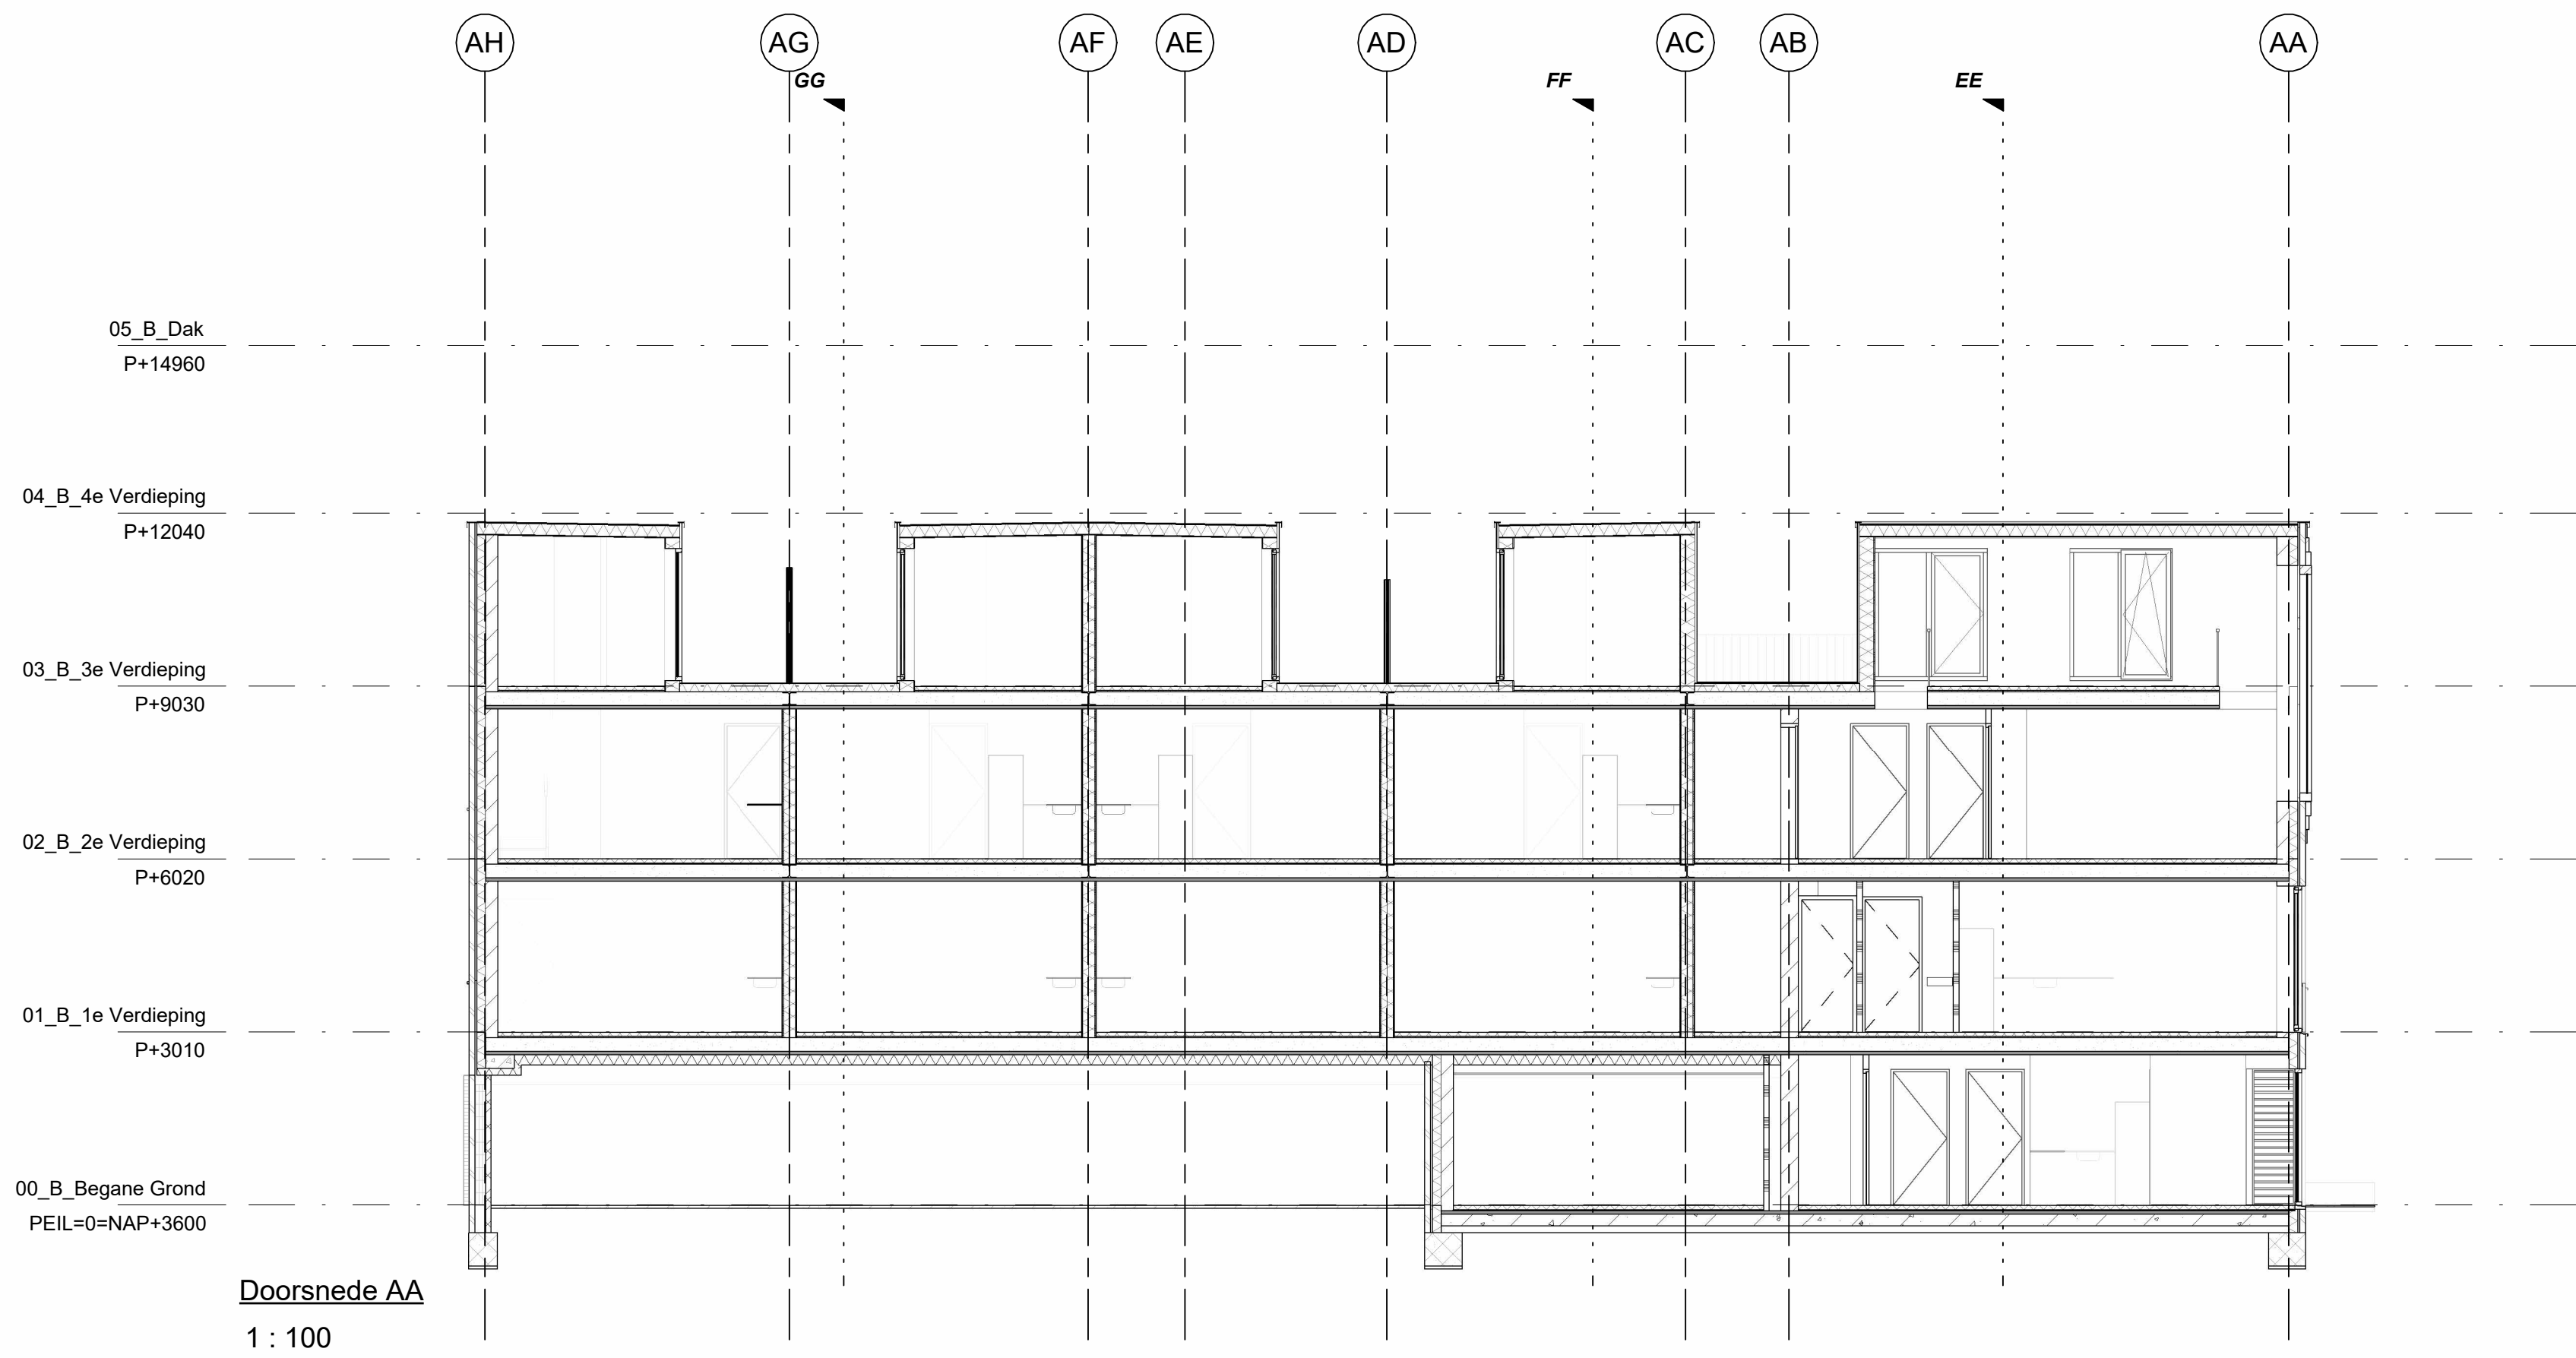 AH AG AF AE AD AC AB AA
GG FF EE
05_B_Dak
P+14960
04_B_4e Verdieping
P+12040
03_B_3e Verdieping
P+9030
02_B_2e Verdieping
P+6020
01_B_1e Verdieping
P+3010
00_B_Begane Grond
PEIL=0=NAP+3600
Doorsnede AA
1 : 100